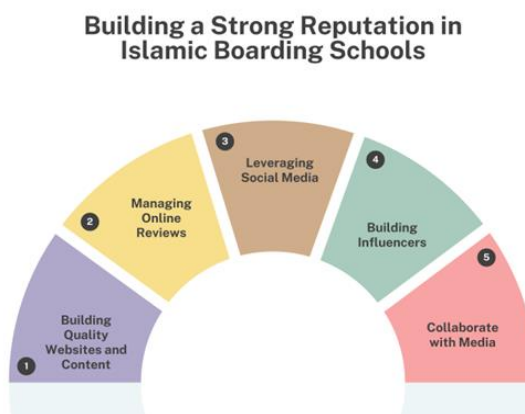 Building a Strong Reputation in
Islamic Boarding Schools
1
Building
Quality
Websites and
Content
2
Managing
Online
Reviews
3
Leveraging
Social Media
4
Building
Influencers
5
Collaborate
with Media